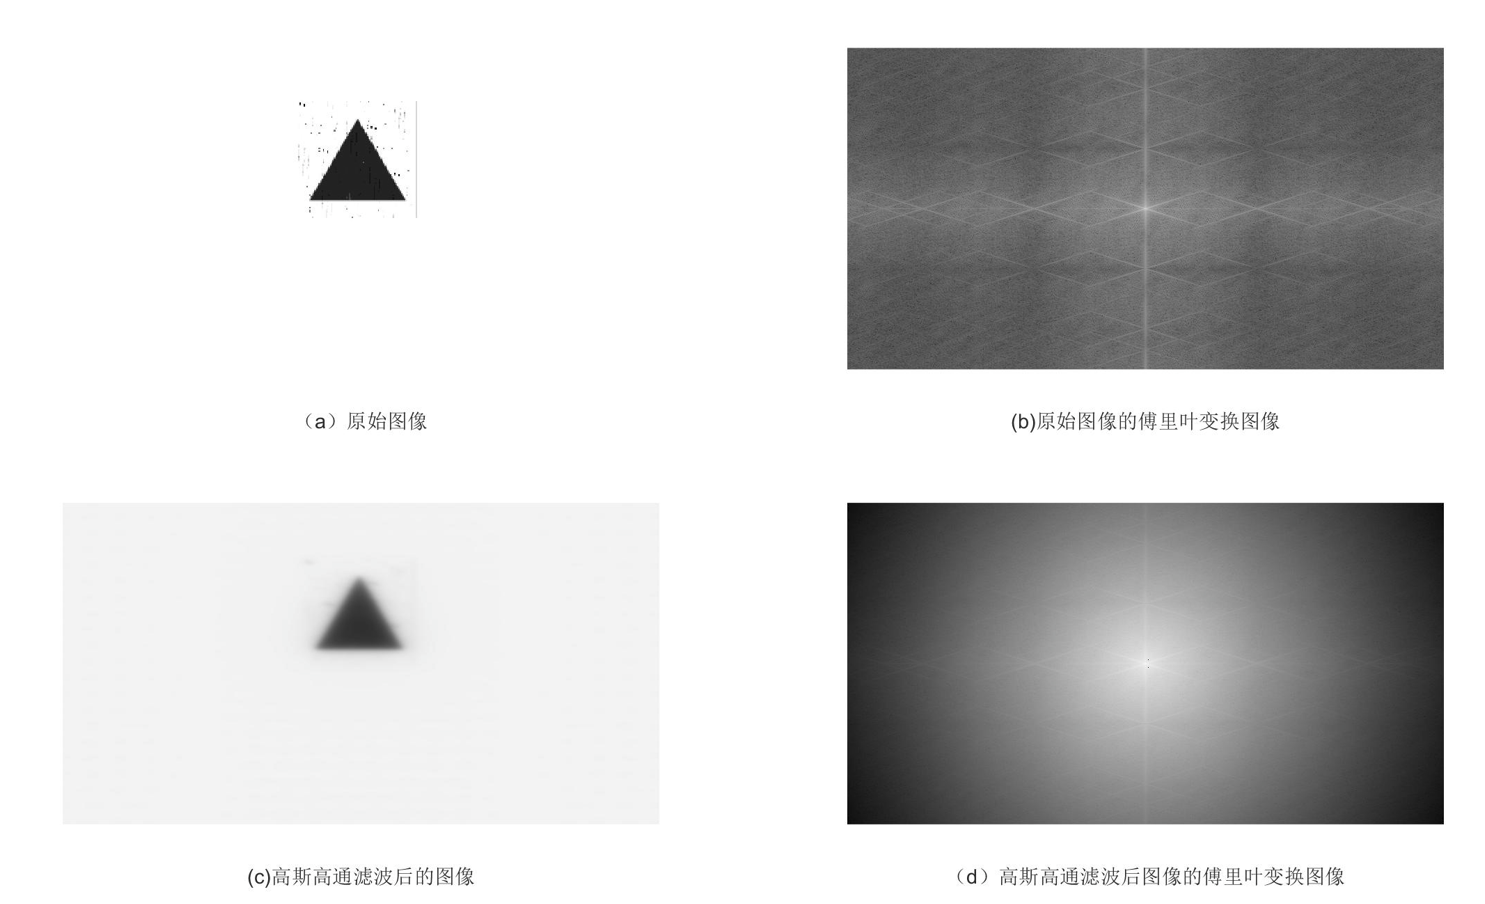 （a）原始图像
(b)原始图像的傅里叶变换图像
(c)高斯高通滤波后的图像
（d）高斯高通滤波后图像的傅里叶变换图像